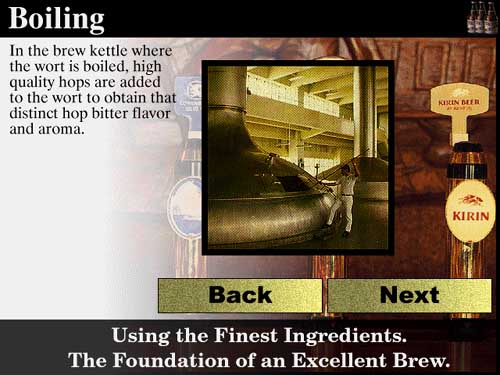 Boiling
In the brew kettle where
the wort is boiled, high
quality hops are added
to the wort to obtain that
distinct hop bitter flavor
and aroma.
KIRIN BEER
KIRIN
Back
Next
Using the Finest Ingredients.
The Foundation of an Excellent Brew.